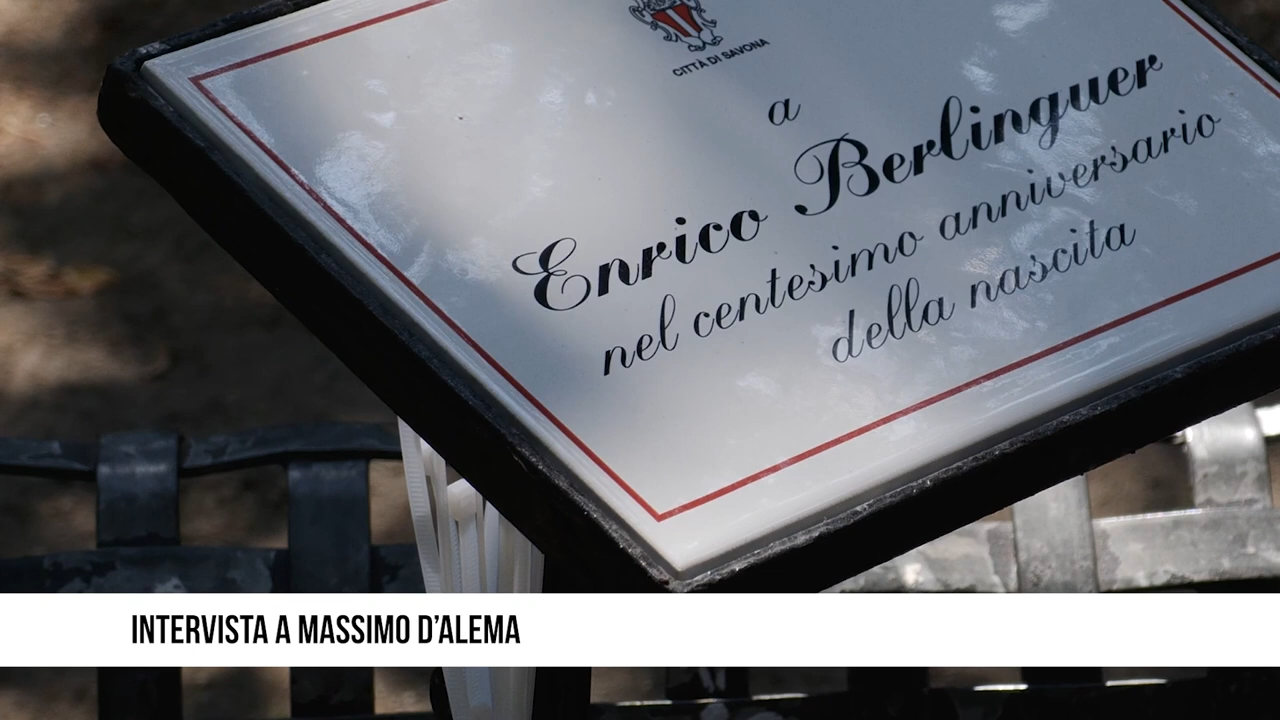 CITTÀ DI SAVONA
a
Enrico Berlinguer
nel centesimo anniversario
della nascita
INTERVISTA A MASSIMO D'ALEMA